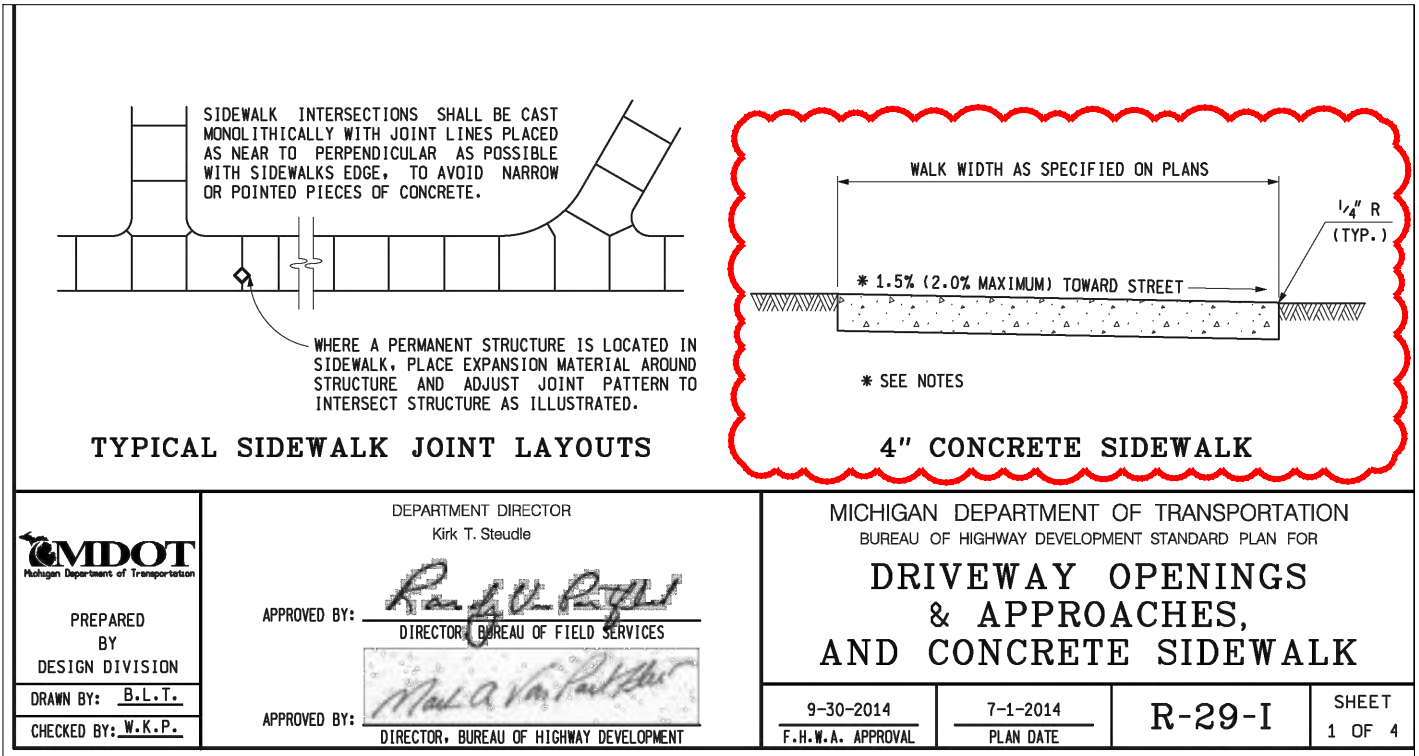 SIDEWALK INTERSECTIONS SHALL BE CAST
MONOLITHICALLY WITH JOINT LINES PLACED
AS NEAR TO PERPENDICULAR AS POSSIBLE
WITH SIDEWALKS EDGE, TO AVOID NARROW
OR POINTED PIECES OF CONCRETE.
WHERE A PERMANENT STRUCTURE IS LOCATED IN
SIDEWALK, PLACE EXPANSION MATERIAL AROUND
STRUCTURE AND ADJUST JOINT PATTERN TO
INTERSECT STRUCTURE AS ILLUSTRATED.
TYPICAL SIDEWALK JOINT LAYOUTS
WALK WIDTH AS SPECIFIED ON PLANS
1/4" R
(TYP.)
* 1.5% (2.0% MAXIMUM) TOWARD STREET
* SEE NOTES
4" CONCRETE SIDEWALK
MDOT
Michigan Department of Transportation
PREPARED
BY
DESIGN DIVISION
DRAWN BY: B.L.T.
CHECKED BY: W.K.P.
DEPARTMENT DIRECTOR
Kirk T. Steudle
APPROVED BY:
DIRECTOR, BUREAU OF FIELD SERVICES
APPROVED BY:
DIRECTOR, BUREAU OF HIGHWAY DEVELOPMENT
MICHIGAN DEPARTMENT OF TRANSPORTATION
BUREAU OF HIGHWAY DEVELOPMENT STANDARD PLAN FOR
DRIVEWAY OPENINGS
& APPROACHES,
AND CONCRETE SIDEWALK
9-30-2014
F.H.W.A. APPROVAL
7-1-2014
PLAN DATE
R-29-I
SHEET
1 OF 4